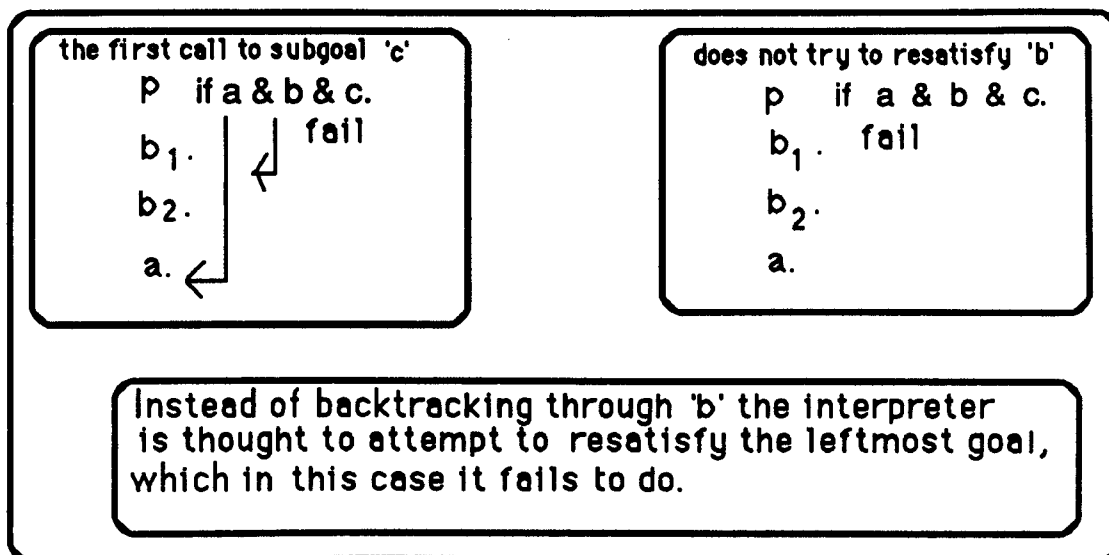 the first call to subgoal 'c'
p if a & b & c.
fail
b1.
b2.
a.
does not try to resatisfy 'b'
p if a & b & c.
b1. fail
b2.
a.
Instead of backtracking through 'b' the interpreter
is thought to attempt to resatisfy the leftmost goal,
which in this case it fails to do.